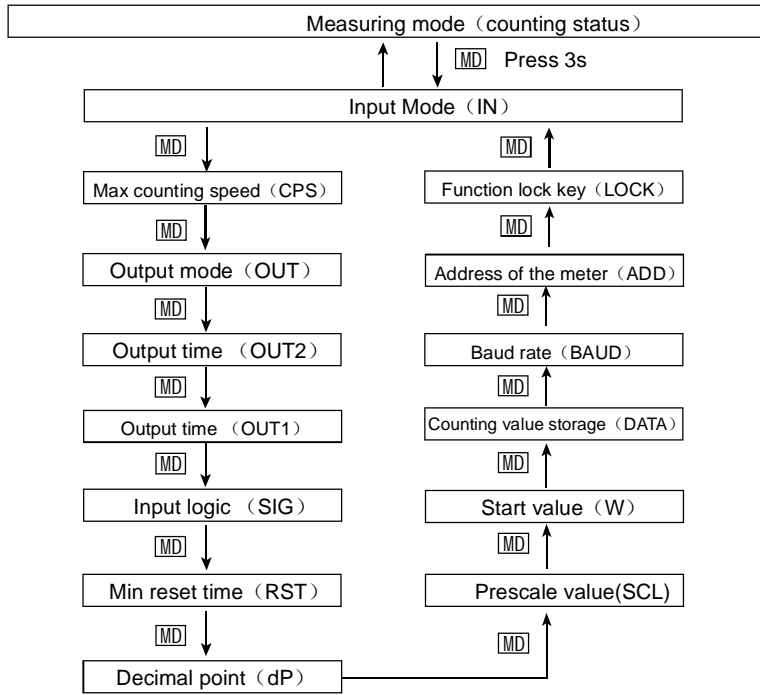 Measuring mode（counting status）
MD Press 3s
Input Mode（IN）
MD
Max counting speed（CPS）
MD
Output mode（OUT）
MD
Output time （OUT2）
MD
Output time （OUT1）
MD
Input logic（SIG）
MD
Min reset time（RST）
MD
Decimal point（dP）
MD
Prescale value(SCL)
MD
Start value（W）
MD
Counting value storage（DATA）
MD
Baud rate（BAUD）
MD
Address of the meter（ADD）
MD
Function lock key（LOCK）
MD